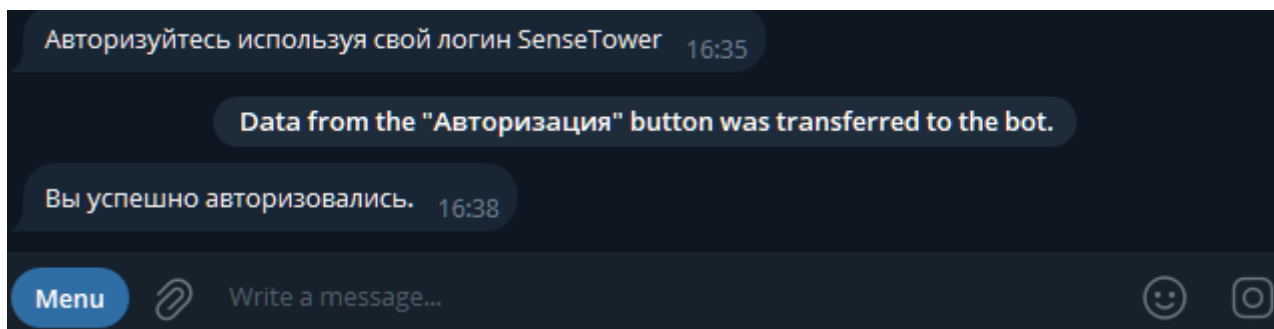 Авторизуйтесь используя свой логин SenseTower 16:35
Data from the "Авторизация" button was transferred to the bot.
Вы успешно авторизовались. 16:38
Menu Write a message...